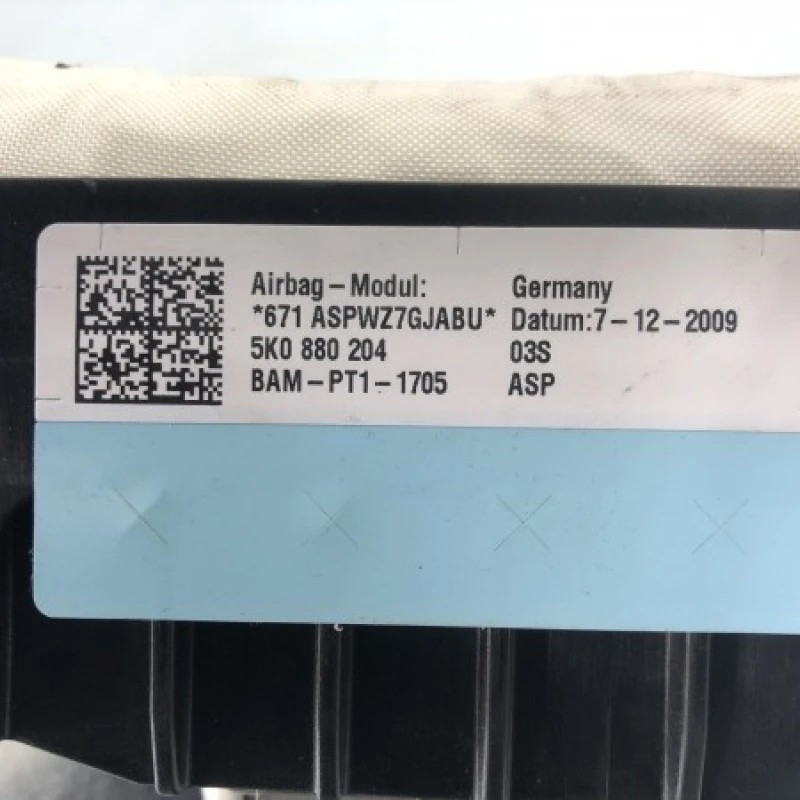 Airbag-Modul: Germany
*671 ASPWZ7GJABU* Datum:7-12-2009
5K0 880 204 03S
BAM-PT1-1705 ASP